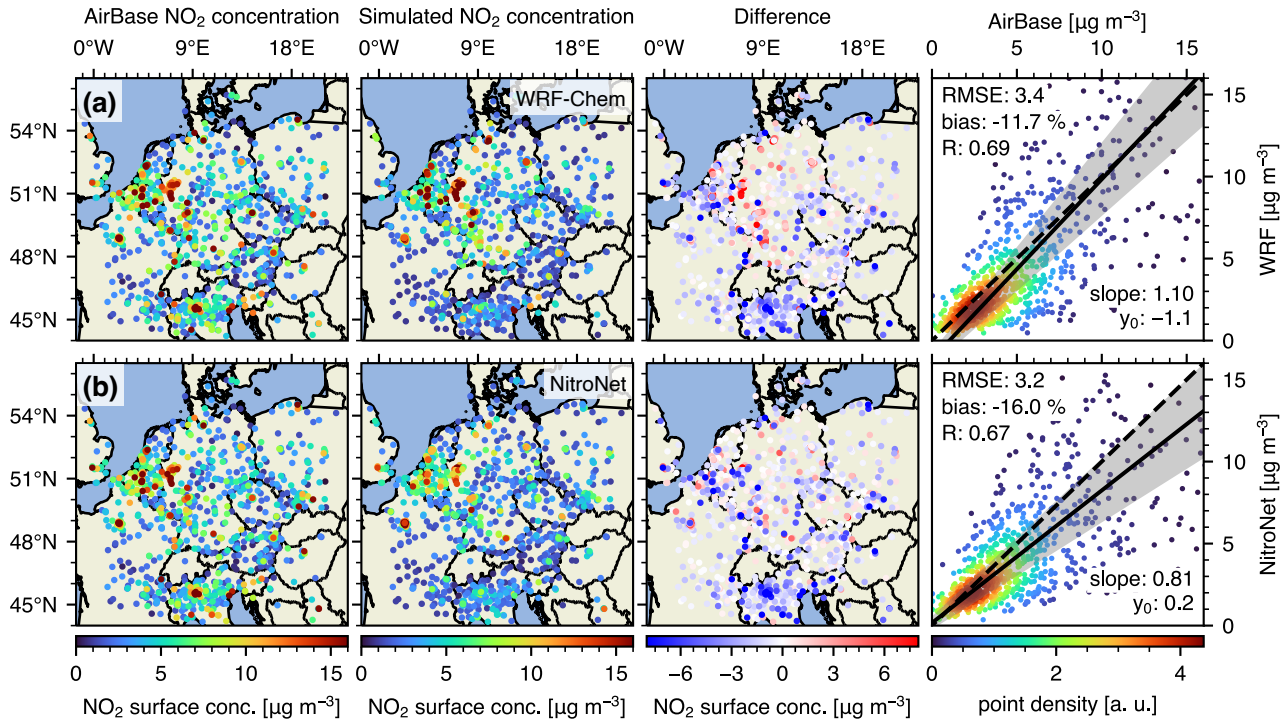 AirBase NO₂ concentration
Simulated NO₂ concentration
Difference
AirBase [µg m⁻³]
0°W 9°E 18°E
0°W 9°E 18°E
0°W 9°E 18°E
0 5 10 15
(a)
WRF-Chem
54°N
51°N
48°N
45°N
RMSE: 3.4
bias: -11.7 %
R: 0.69
slope: 1.10
y₀: −1.1
15
10
5
0
WRF [µg m⁻³]
(b)
NitroNet
54°N
51°N
48°N
45°N
RMSE: 3.2
bias: -16.0 %
R: 0.67
slope: 0.81
y₀: 0.2
15
10
5
0
NitroNet [µg m⁻³]
0 5 10 15
NO₂ surface conc. [µg m⁻³]
0 5 10 15
NO₂ surface conc. [µg m⁻³]
−6 −3 0 3 6
NO₂ surface conc. [µg m⁻³]
0 2 4
point density [a. u.]